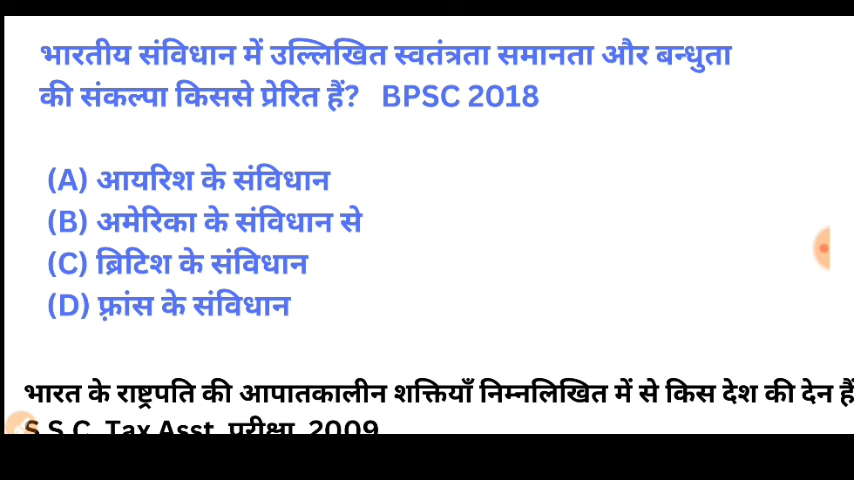 भारतीय संविधान में उल्लिखित स्वतंत्रता समानता और बन्धुता
की संकल्पा किससे प्रेरित हैं? BPSC 2018
(A) आयरिश के संविधान
(B) अमेरिका के संविधान से
(C) ब्रिटिश के संविधान
(D) फ़्रांस के संविधान
भारत के राष्ट्रपति की आपातकालीन शक्तियाँ निम्नलिखित में से किस देश की देन हैं
S.S.C. Tax Asst. परीक्षा, 2009